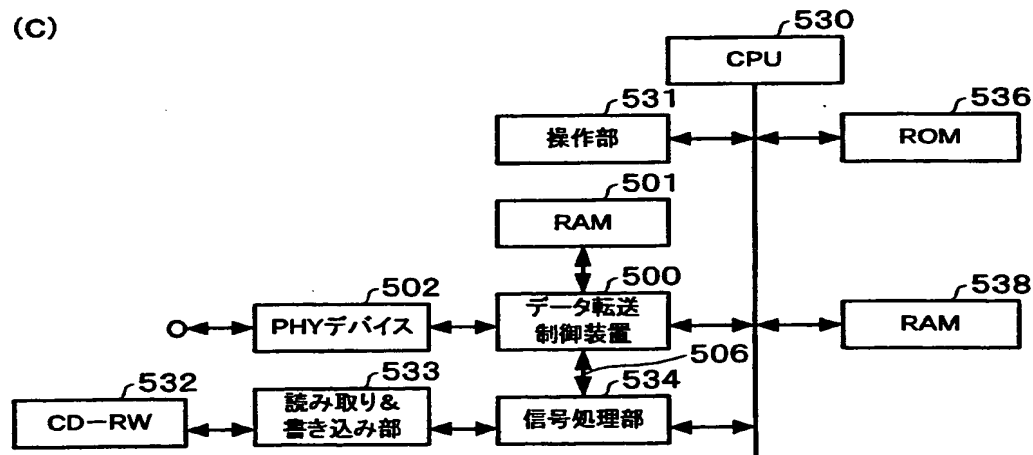 (C)
530
CPU
531
操作部
536
ROM
501
RAM
502
PHYデバイス
500
データ転送
制御装置
538
RAM
506
532
CD－RW
533
読み取り&
書き込み部
534
信号処理部